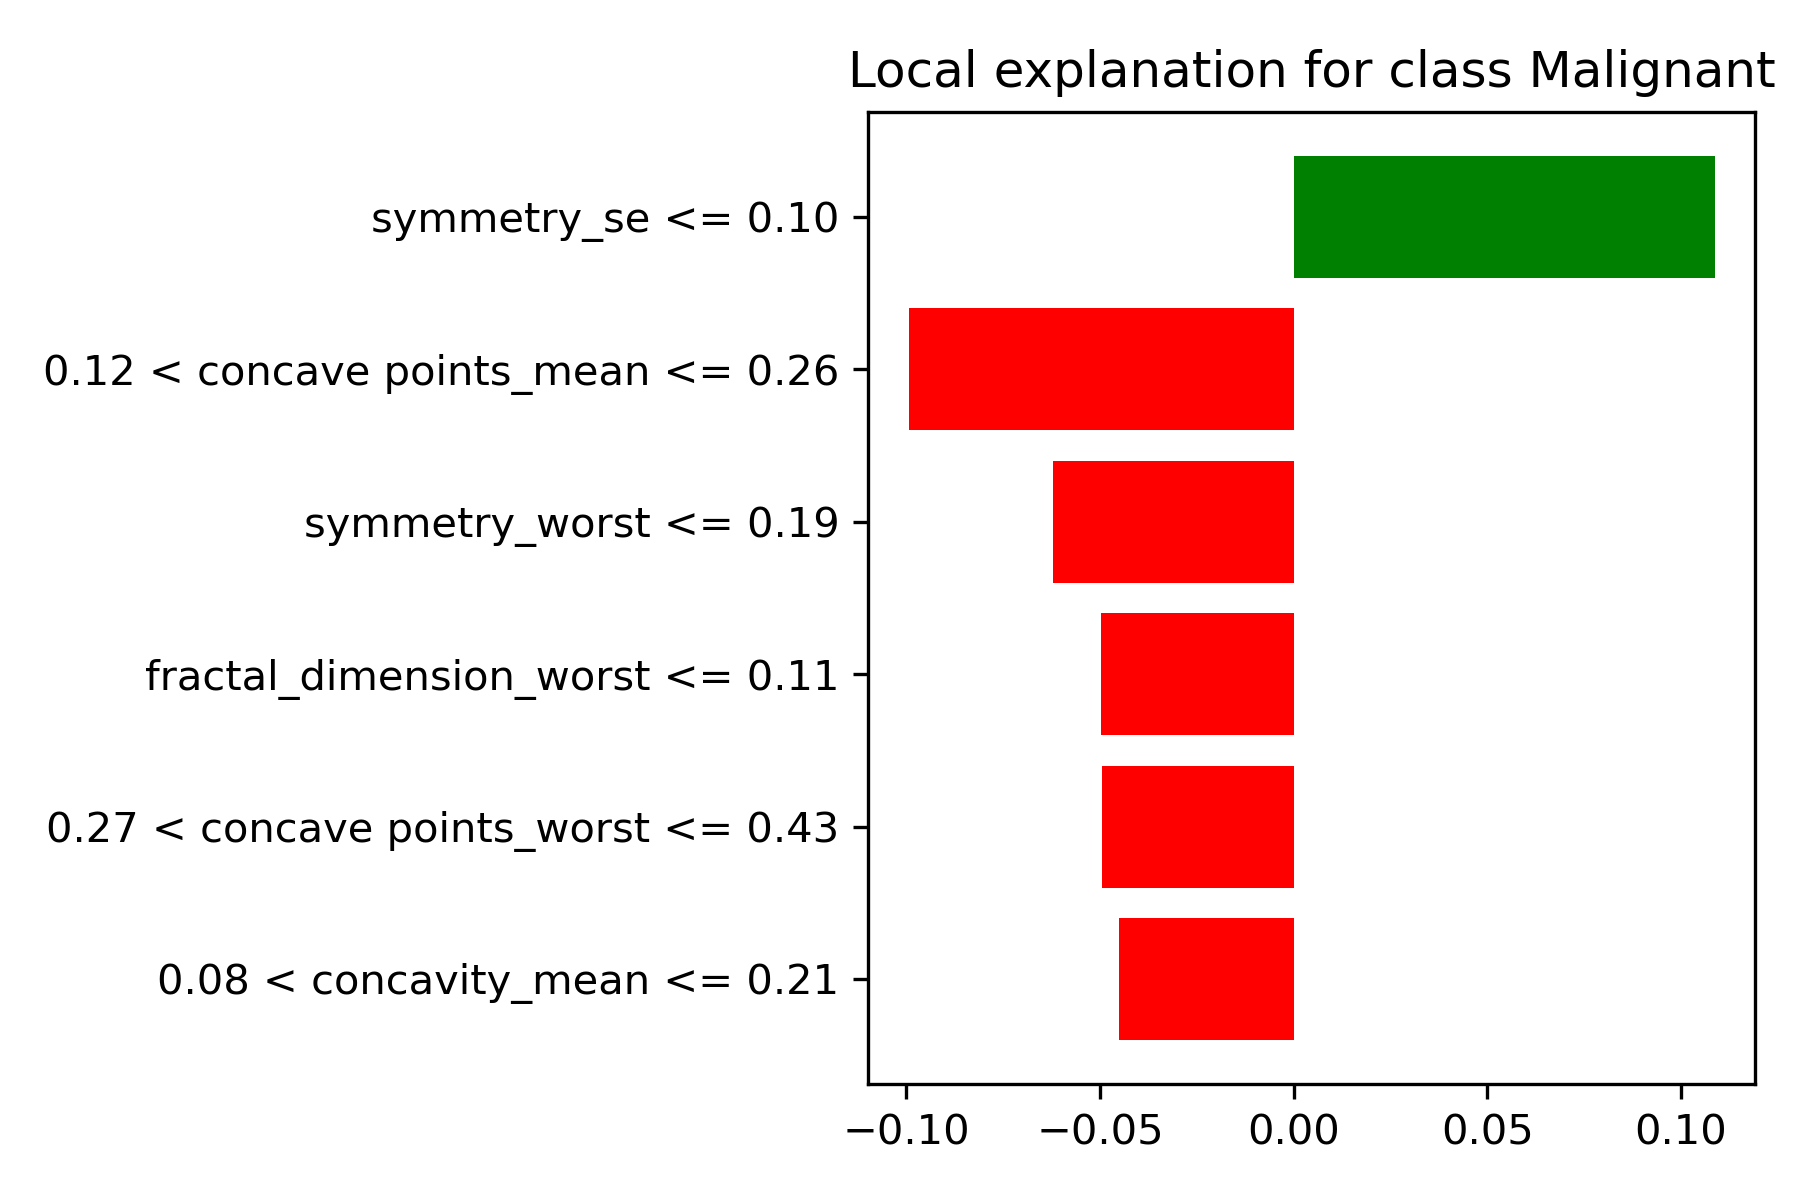 Local explanation for class Malignant
symmetry_se <= 0.10
0.12 < concave points_mean <= 0.26
symmetry_worst <= 0.19
fractal_dimension_worst <= 0.11
0.27 < concave points_worst <= 0.43
0.08 < concavity_mean <= 0.21
−0.10 −0.05 0.00 0.05 0.10